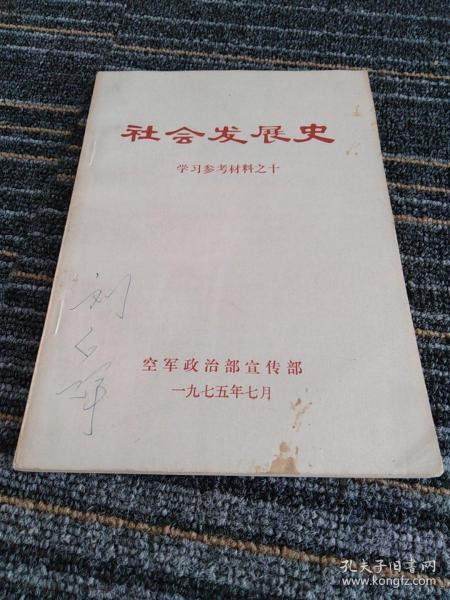 社会发展史
学习参考材料之十
刘
空军政治部宣传部
一九七五年七月
孔夫子旧书网
www.kongfz.com